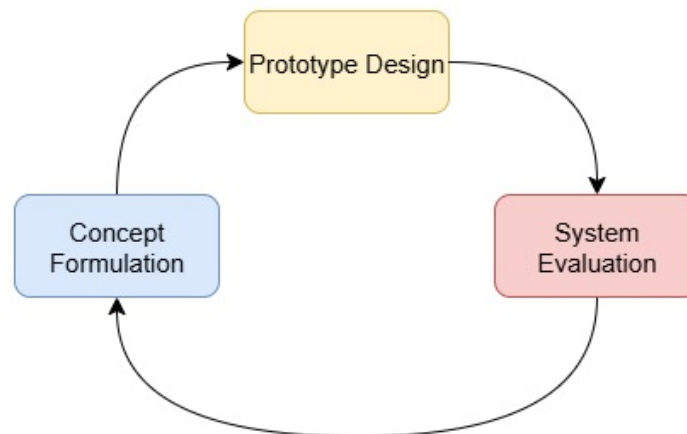 Prototype Design
Concept
Formulation
System
Evaluation